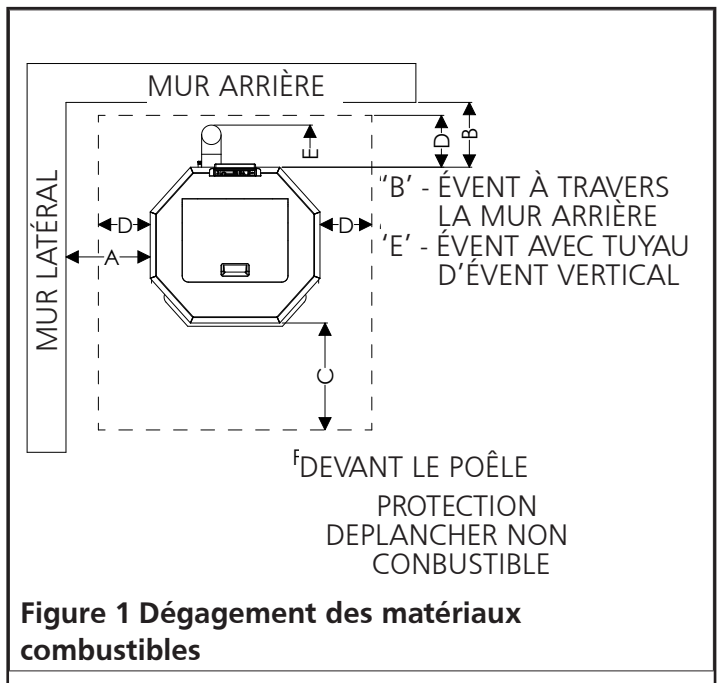 MUR ARRIÈRE
MUR LATÉRAL
E
D
B
D
D
A
C
'B' - ÉVENT À TRAVERS
LA MUR ARRIÈRE
'E' - ÉVENT AVEC TUYAU
D'ÉVENT VERTICAL
DEVANT LE POÊLE
PROTECTION
DEPLANCHER NON
CONBUSTIBLE
Figure 1 Dégagement des matériaux
combustibles